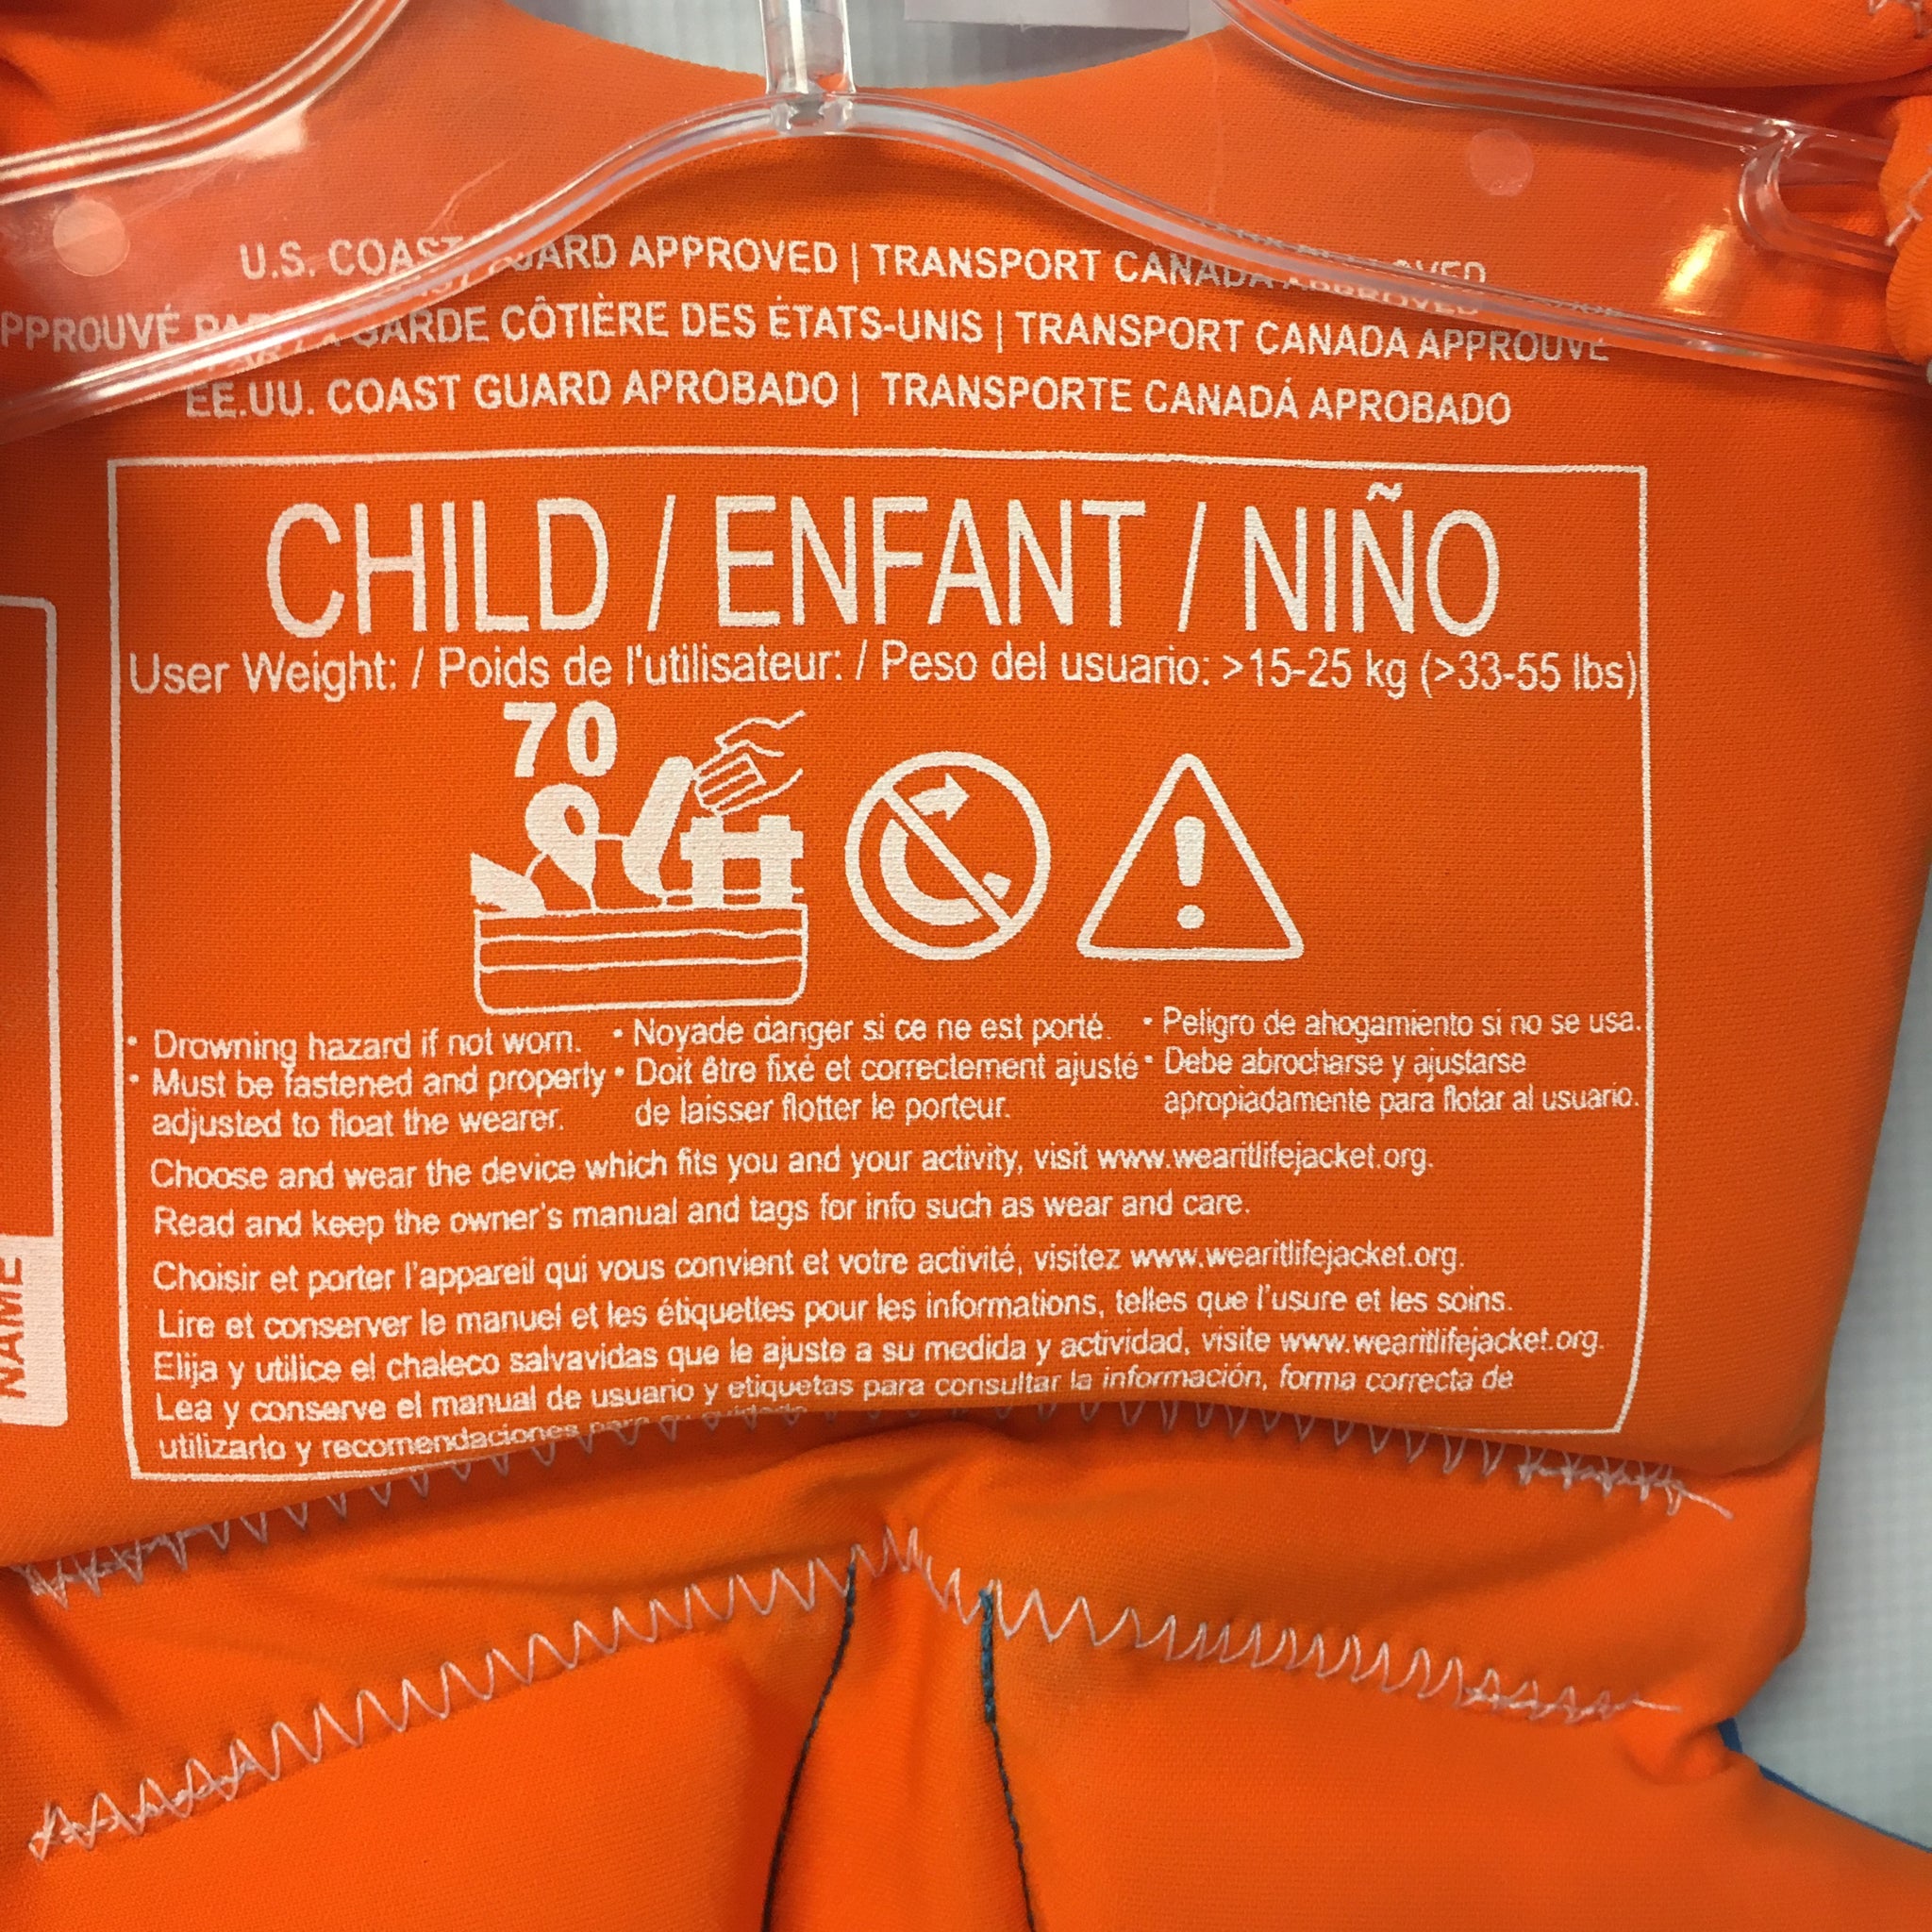 U.S. COAST GUARD APPROVED | TRANSPORT CANADA APPROVED
PPROUVÉ PAR LA GARDE CÔTIÈRE DES ÉTATS-UNIS | TRANSPORT CANADA APPROUVÉ
EE.UU. COAST GUARD APROBADO | TRANSPORTE CANADÁ APROBADO
CHILD / ENFANT / NIÑO
User Weight: / Poids de l'utilisateur: / Peso del usuario: >15-25 kg (>33-55 lbs)
70
• Drowning hazard if not worn.
• Must be fastened and properly
adjusted to float the wearer.
• Noyade danger si ce ne est porté.
• Doit être fixé et correctement ajusté
de laisser flotter le porteur.
• Peligro de ahogamiento si no se usa.
• Debe abrocharse y ajustarse
apropiadamente para flotar al usuario.
Choose and wear the device which fits you and your activity, visit www.wearitlifejacket.org.
Read and keep the owner's manual and tags for info such as wear and care.
Choisir et porter l'appareil qui vous convient et votre activité, visitez www.wearitlifejacket.org.
Lire et conserver le manuel et les étiquettes pour les informations, telles que l'usure et les soins.
Elija y utilice el chaleco salvavidas que le ajuste a su medida y actividad, visite www.wearitlifejacket.org.
Lea y conserve el manual de usuario y etiquetas para consultar la información, forma correcta de
utilizarlo y recomendaciones para su cuidado
NAME